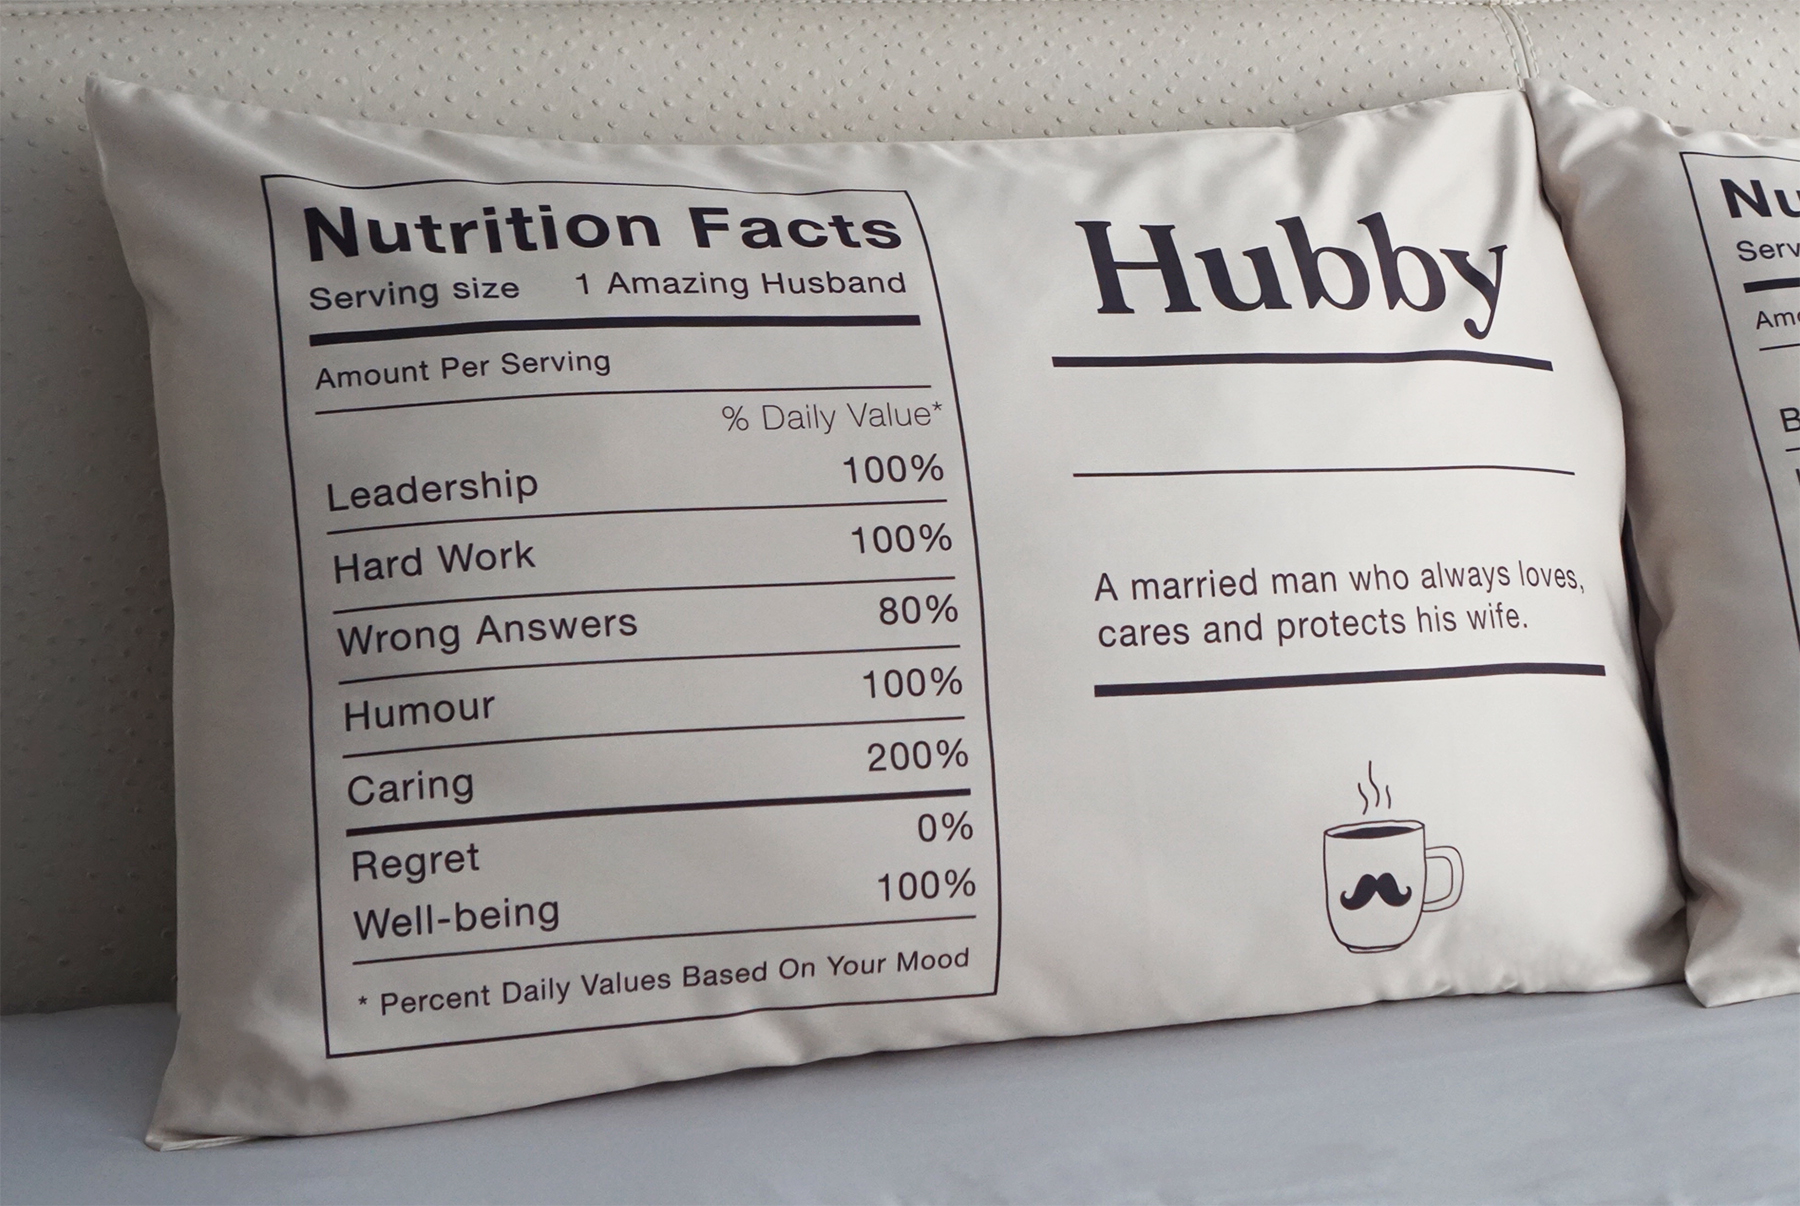 Nutrition Facts
Serving size 1 Amazing Husband
Amount Per Serving
% Daily Value*
Leadership 100%
Hard Work 100%
Wrong Answers 80%
Humour 100%
Caring 200%
Regret 0%
Well-being 100%
* Percent Daily Values Based On Your Mood
Hubby
A married man who always loves,
cares and protects his wife.